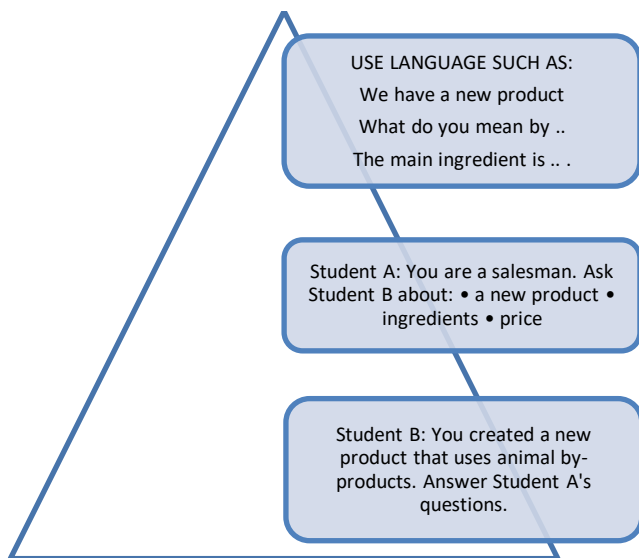 USE LANGUAGE SUCH AS:
We have a new product
What do you mean by ..
The main ingredient is .. .
Student A: You are a salesman. Ask
Student B about: • a new product •
ingredients • price
Student B: You created a new
product that uses animal by-
products. Answer Student A's
questions.